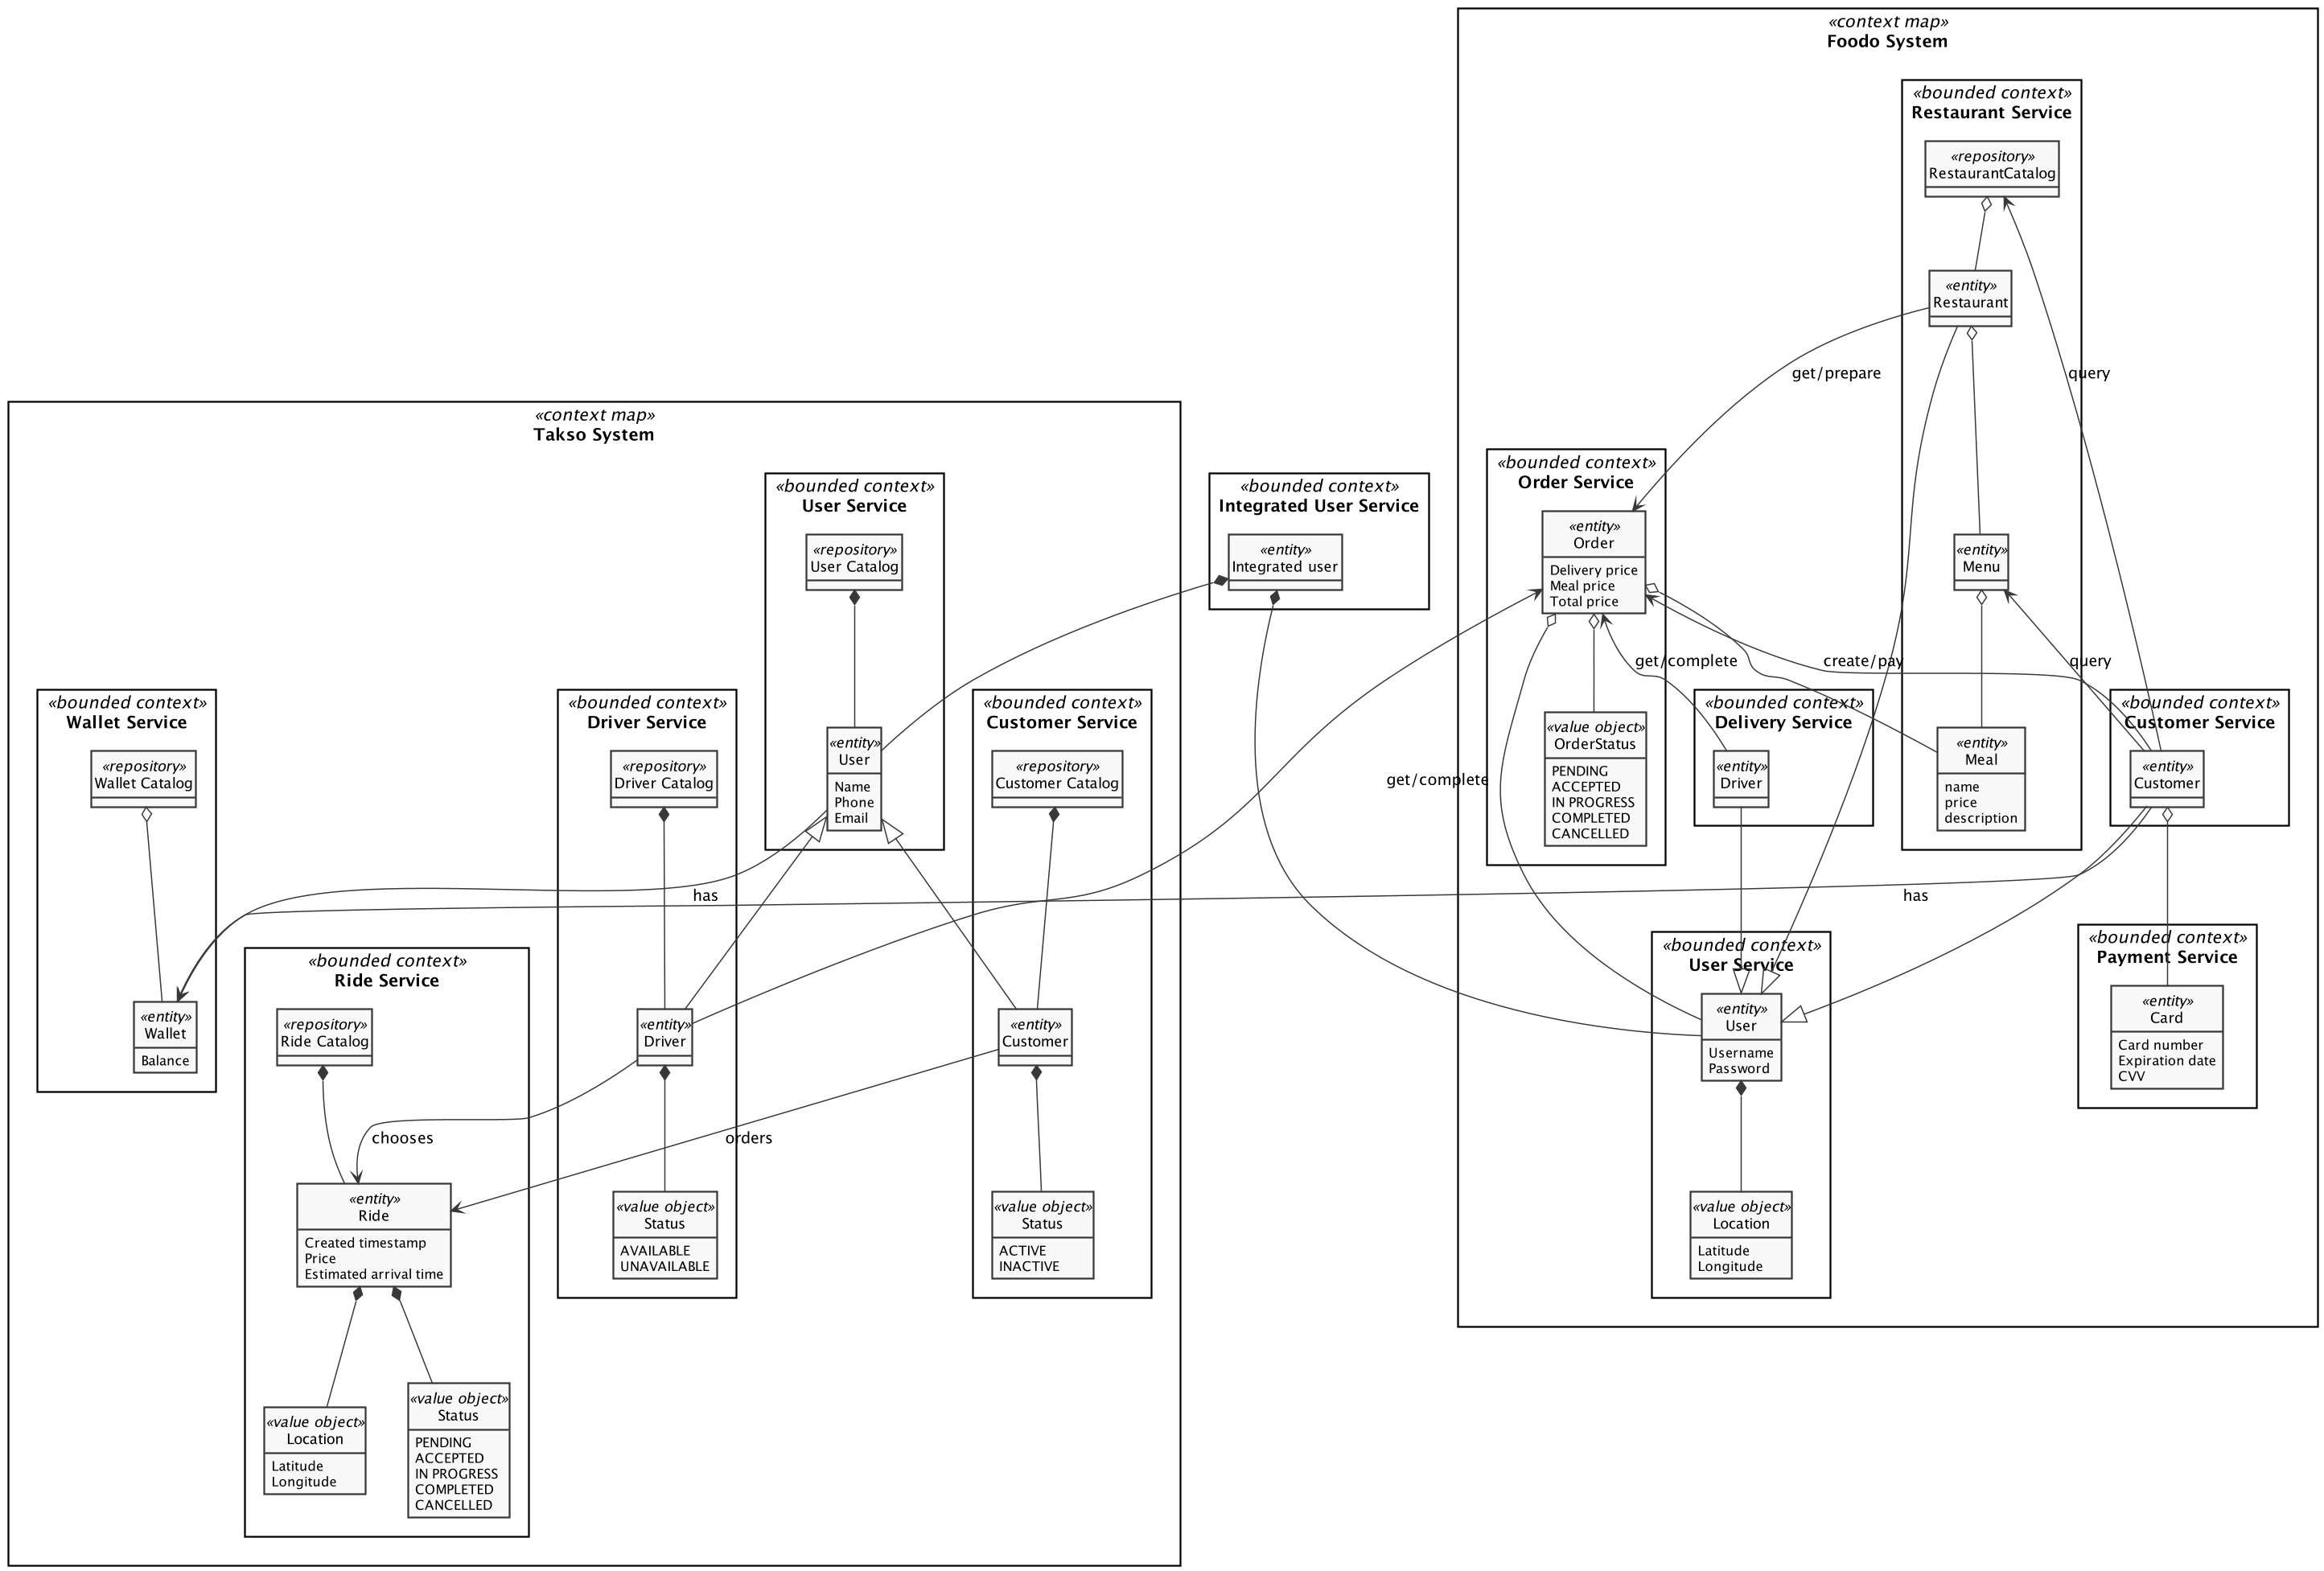 «context map»
Foodo System
«bounded context»
Restaurant Service
«repository»
RestaurantCatalog
«entity»
Restaurant
get/prepare
query
«context map»
Takso System
«bounded context»
User Service
«repository»
User Catalog
«entity»
User
Name
Phone
Email
«bounded context»
Integrated User Service
«entity»
Integrated user
«bounded context»
Order Service
«entity»
Order
Delivery price
Meal price
Total price
«entity»
Menu
get/complete
create/pay
query
«bounded context»
Wallet Service
«repository»
Wallet Catalog
«entity»
Wallet
Balance
«bounded context»
Driver Service
«repository»
Driver Catalog
«entity»
Driver
«value object»
Status
AVAILABLE
UNAVAILABLE
«bounded context»
Customer Service
«repository»
Customer Catalog
«entity»
Customer
«value object»
Status
ACTIVE
INACTIVE
get/complete
«value object»
OrderStatus
PENDING
ACCEPTED
IN PROGRESS
COMPLETED
CANCELLED
«bounded context»
Delivery Service
«entity»
Driver
«entity»
Meal
name
price
description
«bounded context»
Customer Service
«entity»
Customer
has
has
«bounded context»
Ride Service
«repository»
Ride Catalog
chooses
orders
«entity»
Ride
Created timestamp
Price
Estimated arrival time
«value object»
Location
Latitude
Longitude
«value object»
Status
PENDING
ACCEPTED
IN PROGRESS
COMPLETED
CANCELLED
«bounded context»
User Service
«entity»
User
Username
Password
«value object»
Location
Latitude
Longitude
«bounded context»
Payment Service
«entity»
Card
Card number
Expiration date
CVV